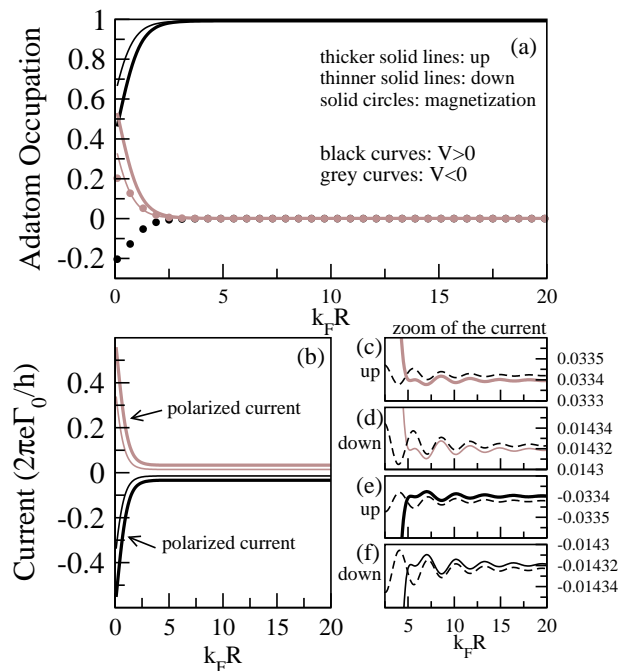 1
0.8
0.6
0.4
0.2
0
-0.2
Adatom Occupation
(a)
thicker solid lines: up
thinner solid lines: down
solid circles: magnetization
black curves: V>0
grey curves: V<0
0 5 10 15 20
k_F R
zoom of the current
0.4
0.2
0
-0.2
-0.4
Current (2πeΓ₀/h)
(b)
polarized current
polarized current
0 5 10 15 20
k_F R
(c)
up
0.0335
0.0334
0.0333
(d)
down
0.01434
0.01432
0.0143
(e)
up
-0.0334
-0.0335
(f)
down
-0.0143
-0.01432
-0.01434
5 10 15 20
k_F R